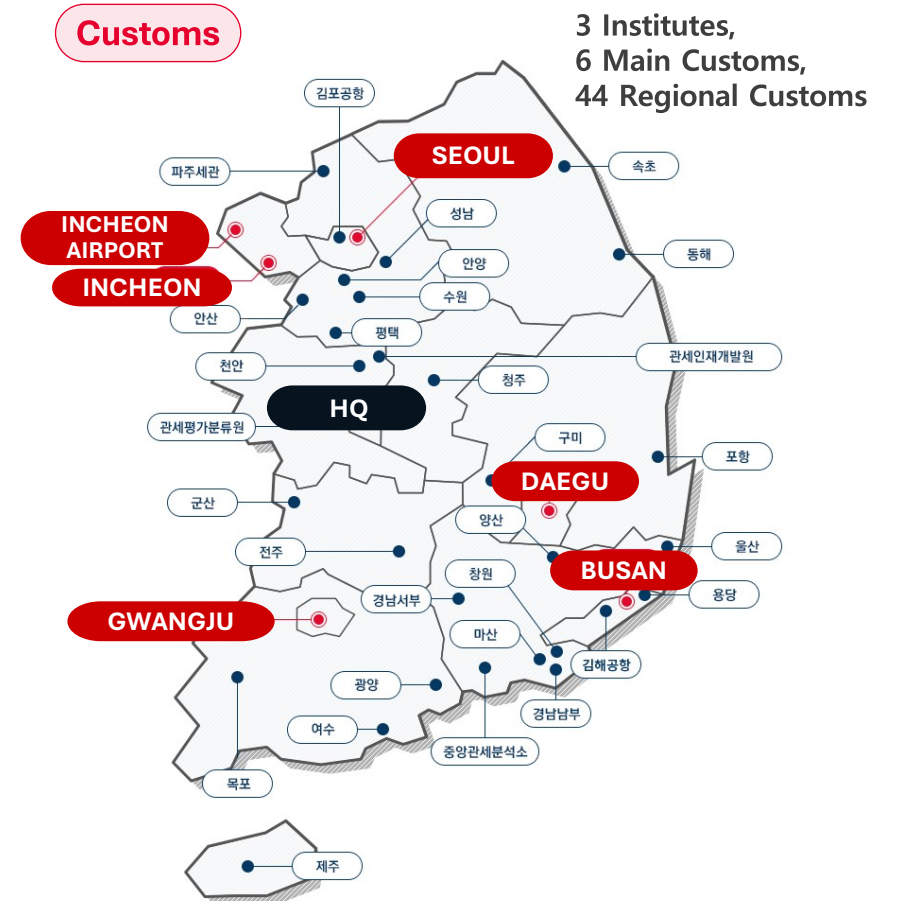 Customs
3 Institutes,
6 Main Customs,
44 Regional Customs
김포공항
SEOUL
파주세관
속초
성남
INCHEON
AIRPORT
동해
안양
INCHEON
수원
안산
평택
관세인재개발원
천안
청주
HQ
관세평가분류원
구미
포항
DAEGU
군산
양산
울산
전주
창원
BUSAN
용당
경남서부
GWANGJU
마산
김해공항
광양
경남남부
여수
중앙관세분석소
목포
제주